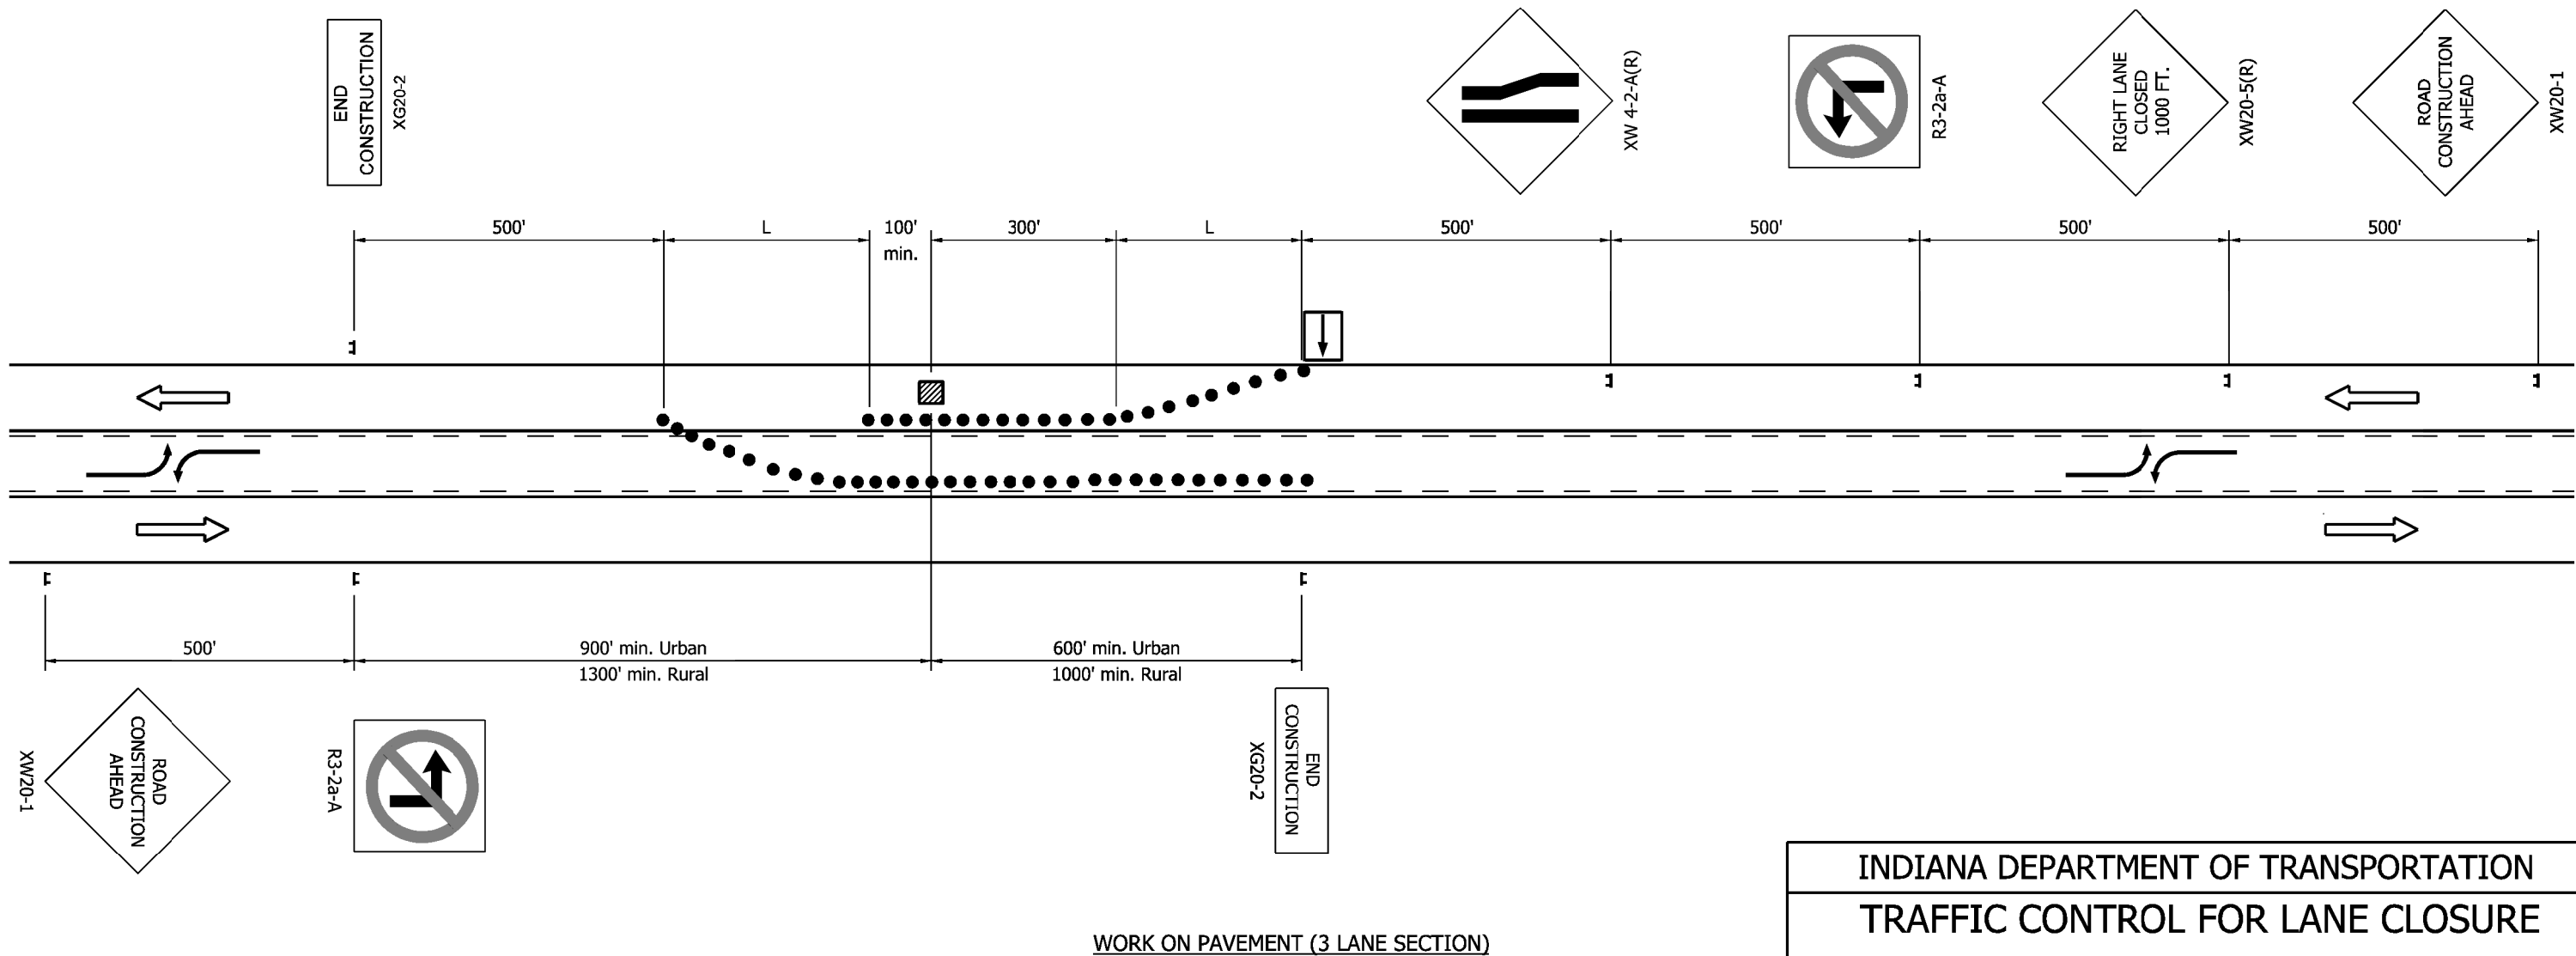 END
CONSTRUCTION
XG20-2
XW 4-2-A(R)
R3-2a-A
RIGHT LANE
CLOSED
1000 FT.
XW20-5(R)
ROAD
CONSTRUCTION
AHEAD
XW20-1
500'
L
100'
min.
300'
L
500'
500'
500'
500'
500'
900' min. Urban
1300' min. Rural
600' min. Urban
1000' min. Rural
XW20-1
ROAD
CONSTRUCTION
AHEAD
R3-2a-A
XG20-2
END
CONSTRUCTION
WORK ON PAVEMENT (3 LANE SECTION)
INDIANA DEPARTMENT OF TRANSPORTATION
TRAFFIC CONTROL FOR LANE CLOSURE